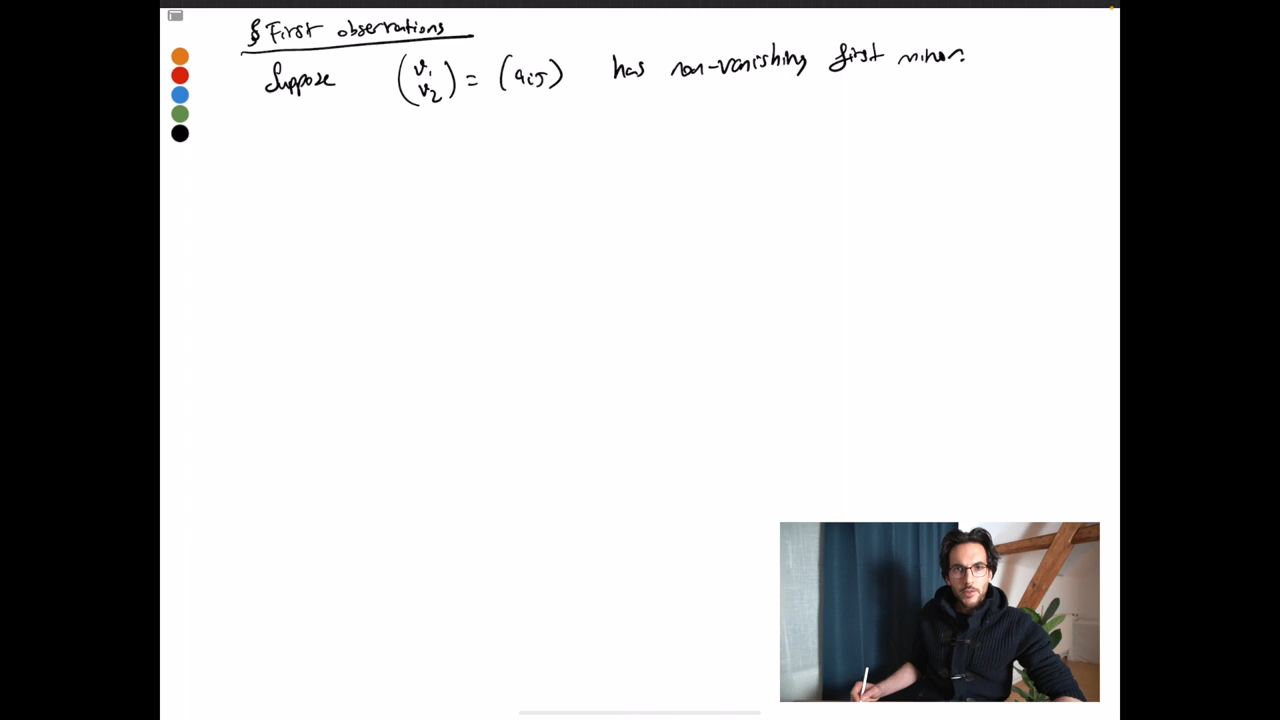 § First observations
Suppose (v₁ v₂) = (aᵢⱼ) has non-vanishing first minor.